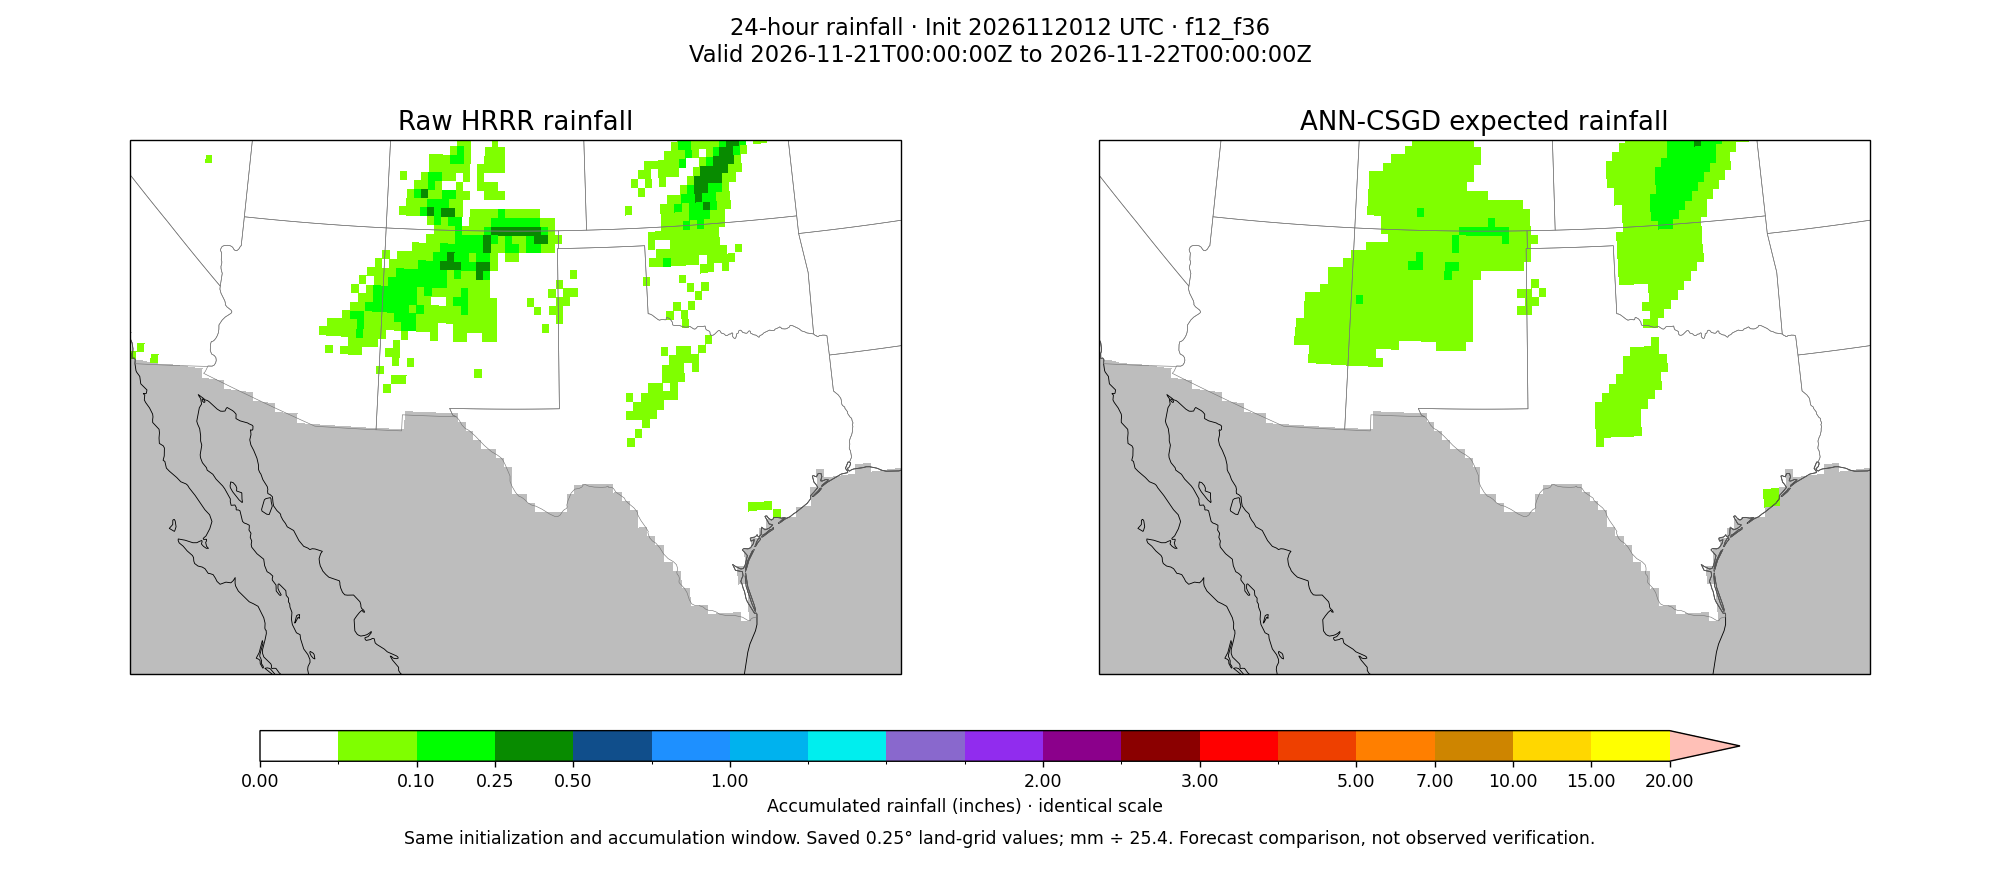 24-hour rainfall · Init 2026112012 UTC · f12_f36
Valid 2026-11-21T00:00:00Z to 2026-11-22T00:00:00Z
Raw HRRR rainfall
ANN-CSGD expected rainfall
0.00 0.10 0.25 0.50 1.00 2.00 3.00 5.00 7.00 10.00 15.00 20.00
Accumulated rainfall (inches) · identical scale
Same initialization and accumulation window. Saved 0.25° land-grid values; mm ÷ 25.4. Forecast comparison, not observed verification.